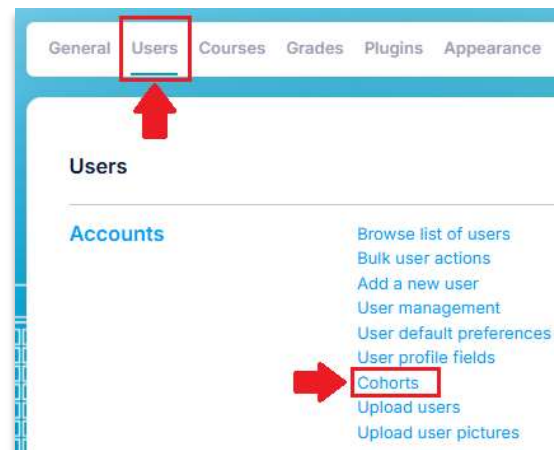 General Users Courses Grades Plugins Appearance
Users
Accounts
Browse list of users
Bulk user actions
Add a new user
User management
User default preferences
User profile fields
Cohorts
Upload users
Upload user pictures